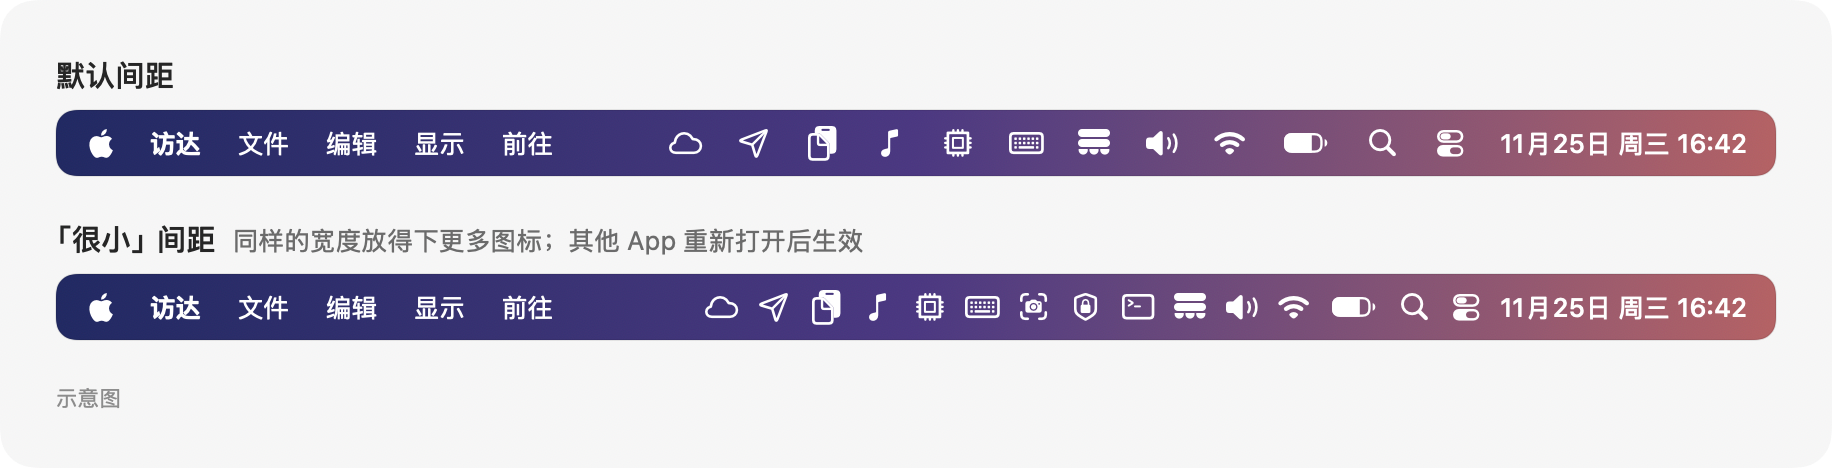 默认间距
访达 文件 编辑 显示 前往 11月25日 周三 16:42
「很小」间距 同样的宽度放得下更多图标；其他 App 重新打开后生效
访达 文件 编辑 显示 前往 11月25日 周三 16:42
示意图